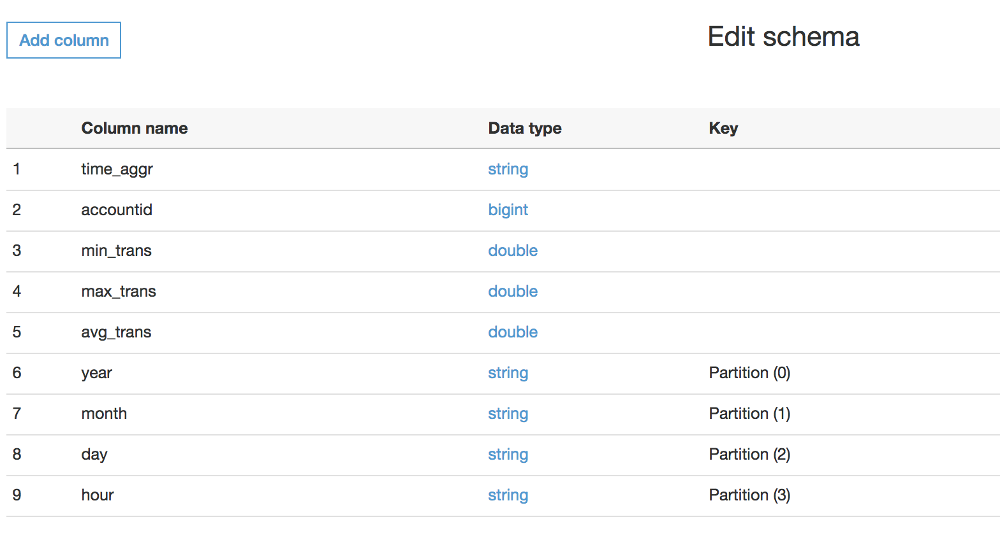 Add column
Edit schema
Column name Data type Key
1 time_aggr string
2 accountid bigint
3 min_trans double
4 max_trans double
5 avg_trans double
6 year string Partition (0)
7 month string Partition (1)
8 day string Partition (2)
9 hour string Partition (3)